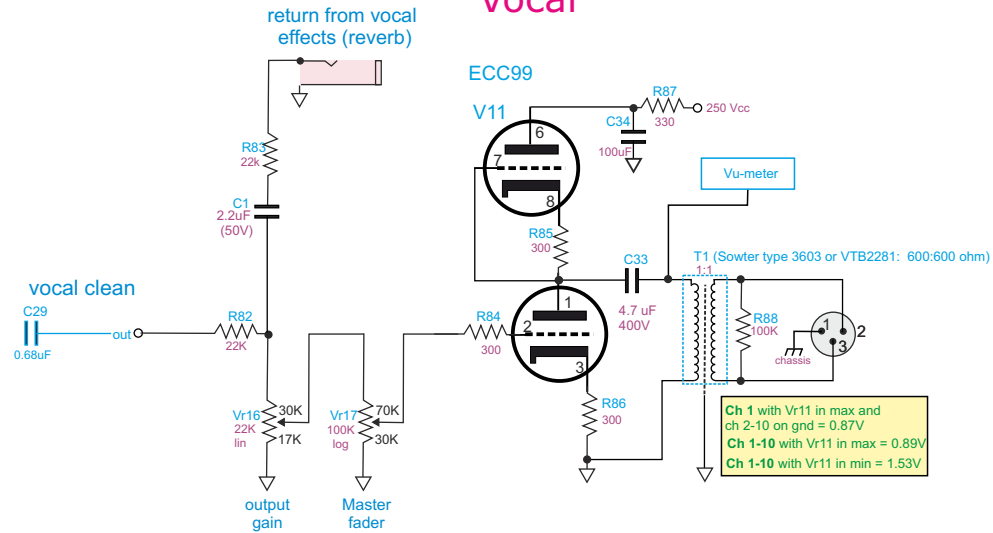 vocal
return from vocal
effects (reverb)
ECC99
V11
R87
330
250 Vcc
C34
100uF
6
7
8
R83
22k
C1
2.2uF
(50V)
R85
300
Vu-meter
C33
4.7 uF
400V
T1 (Sowter type 3603 or VTB2281: 600:600 ohm)
1:1
vocal clean
C29
0.68uF
out
R82
22K
R84
300
1
2
3
R88
100K
1
2
3
chassis
Vr16
22K
lin
30K
17K
Vr17
100K
log
70K
30K
R86
300
Ch 1 with Vr11 in max and
ch 2-10 on gnd = 0.87V
Ch 1-10 with Vr11 in max = 0.89V
Ch 1-10 with Vr11 in min = 1.53V
output
gain
Master
fader